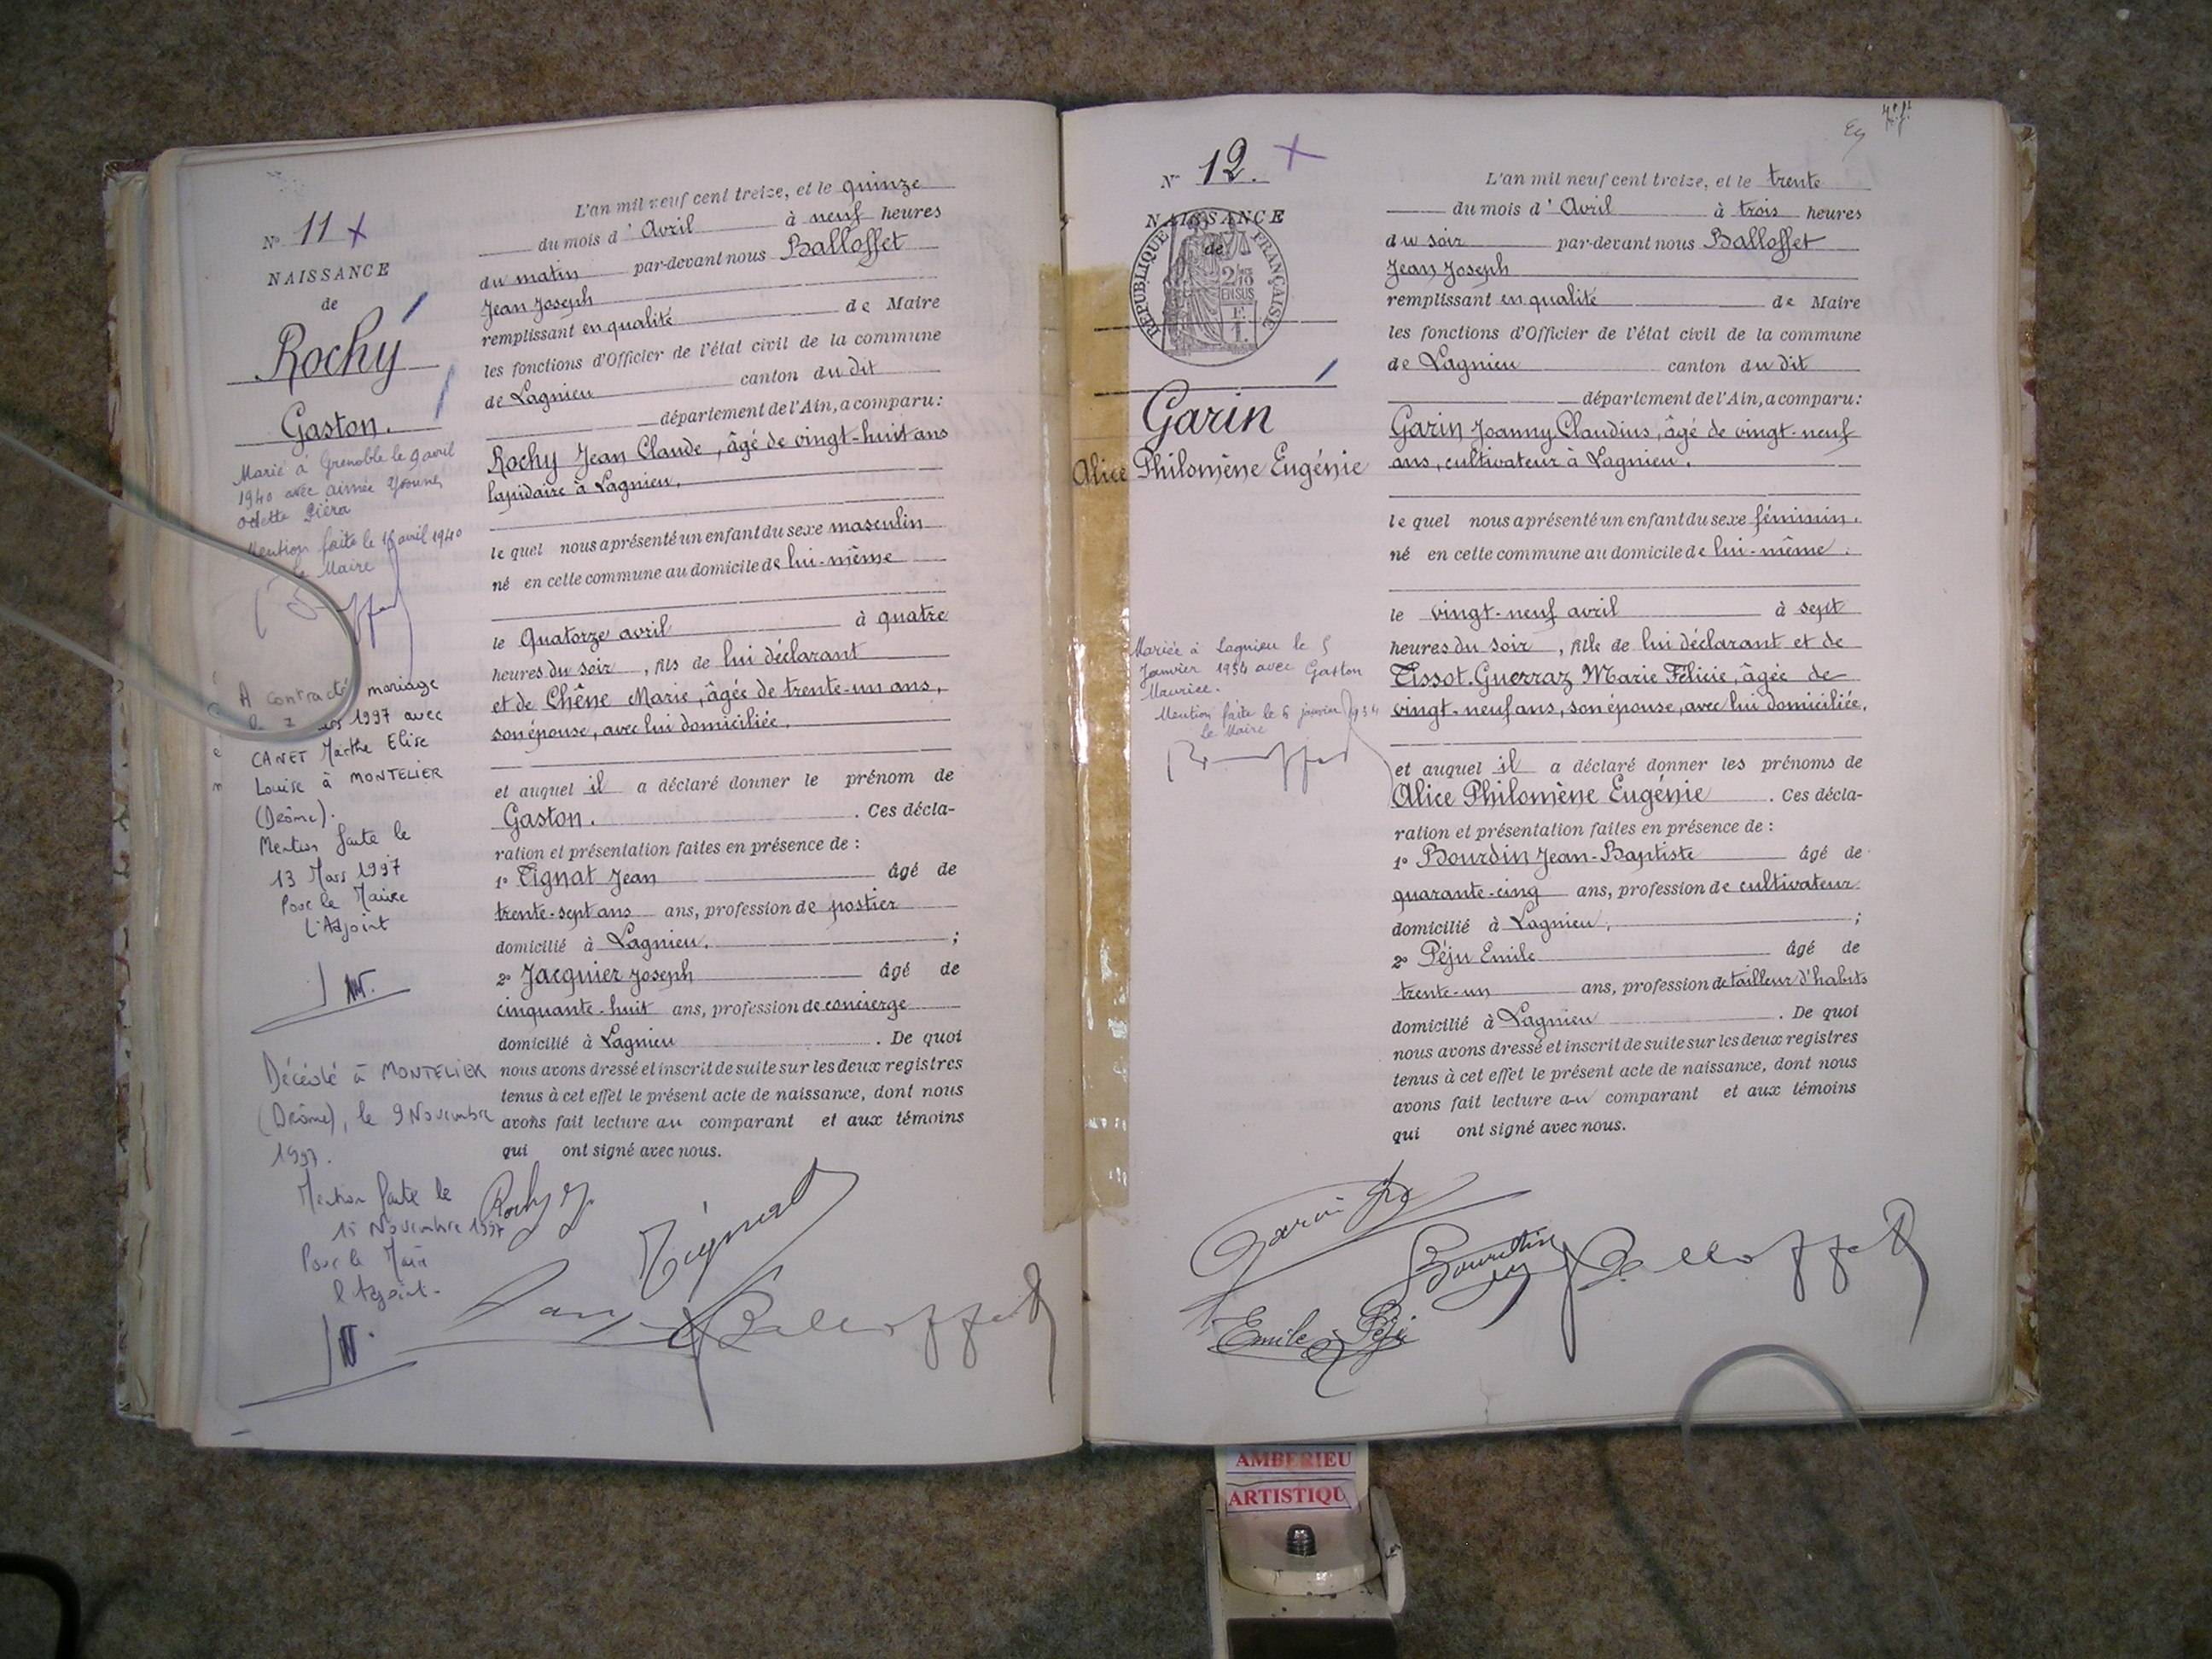 N° 11
NAISSANCE
de
Rochy
Gaston.
Marié à Grenoble le 9 avril
1940 avec Aimée Yvonne
Odette
Mention faite le avril 1940
le Maire
A contracté mariage
1997 avec
CANET Marthe Elise
Louise à MONTELIER
(Drôme).
Mention faite le
13 Mars 1997
Pour le Maire
L'Adjoint
Décédé à MONTELIER
(Drôme), le 9 Novembre
1997.
Mention faite le
15 Novembre 1997
Pour le Maire
l'Adjoint.
L'an mil neuf cent treize, et le quinze
du mois d'Avril à neuf heures
du matin par-devant nous Balloffet
Jean Joseph
remplissant en qualité de Maire
les fonctions d'Officier de l'état civil de la commune
de Lagnieu canton du dit
département de l'Ain, a comparu:
Rochy Jean Claude, âgé de vingt-huit ans
lapidaire à Lagnieu.
le quel nous a présenté un enfant du sexe masculin
né en cette commune au domicile de lui-même
le Quatorze avril à quatre
heures du soir, fils de lui déclarant
et de Chêne Marie, âgée de trente-un ans,
son épouse, avec lui domiciliée.
et auquel il a déclaré donner le prénom de
Gaston. . Ces décla-
ration et présentation faites en présence de :
1° Tignat Jean âgé de
trente-sept ans ans, profession de postier
domicilié à Lagnieu. ;
2° Jacquier Joseph âgé de
cinquante-huit ans, profession de concierge
domicilié à Lagnieu . De quoi
nous avons dressé et inscrit de suite sur les deux registres
tenus à cet effet le présent acte de naissance, dont nous
avons fait lecture au comparant et aux témoins
qui ont signé avec nous.
Rochy J.
Tignat
Balloffet
N° 12.
NAISSANCE
de
RÉPUBLIQUE FRANÇAISE
2/10
EN SUS
Garin
Alice Philomène Eugénie
Mariée à Lagnieu le 5
Janvier 1934 avec Gaston
Maurice.
Mention faite le 6 janvier 1934
le Maire
L'an mil neuf cent treize, et le trente
du mois d'Avril à trois heures
du soir par-devant nous Balloffet
Jean Joseph
remplissant en qualité de Maire
les fonctions d'Officier de l'état civil de la commune
de Lagnieu canton du dit
département de l'Ain, a comparu:
Garin Joanny Claudius, âgé de vingt-neuf
ans, cultivateur à Lagnieu.
le quel nous a présenté un enfant du sexe féminin.
né en cette commune au domicile de lui-même.
le vingt-neuf avril à sept
heures du soir, fille de lui déclarant et de
Tissot-Guerraz Marie Félicie, âgée de
vingt-neuf ans, son épouse, avec lui domiciliée.
et auquel il a déclaré donner les prénoms de
Alice Philomène Eugénie . Ces décla-
ration et présentation faites en présence de :
1° Bourdin Jean-Baptiste âgé de
quarante-cinq ans, profession de cultivateur
domicilié à Lagnieu. ;
2° Péju Emile âgé de
trente-un ans, profession de tailleur d'habits
domicilié à Lagnieu . De quoi
nous avons dressé et inscrit de suite sur les deux registres
tenus à cet effet le présent acte de naissance, dont nous
avons fait lecture au comparant et aux témoins
qui ont signé avec nous.
Garin
Bourdin
Balloffet
Emile Péju
AMBERIEU
ARTISTIQU